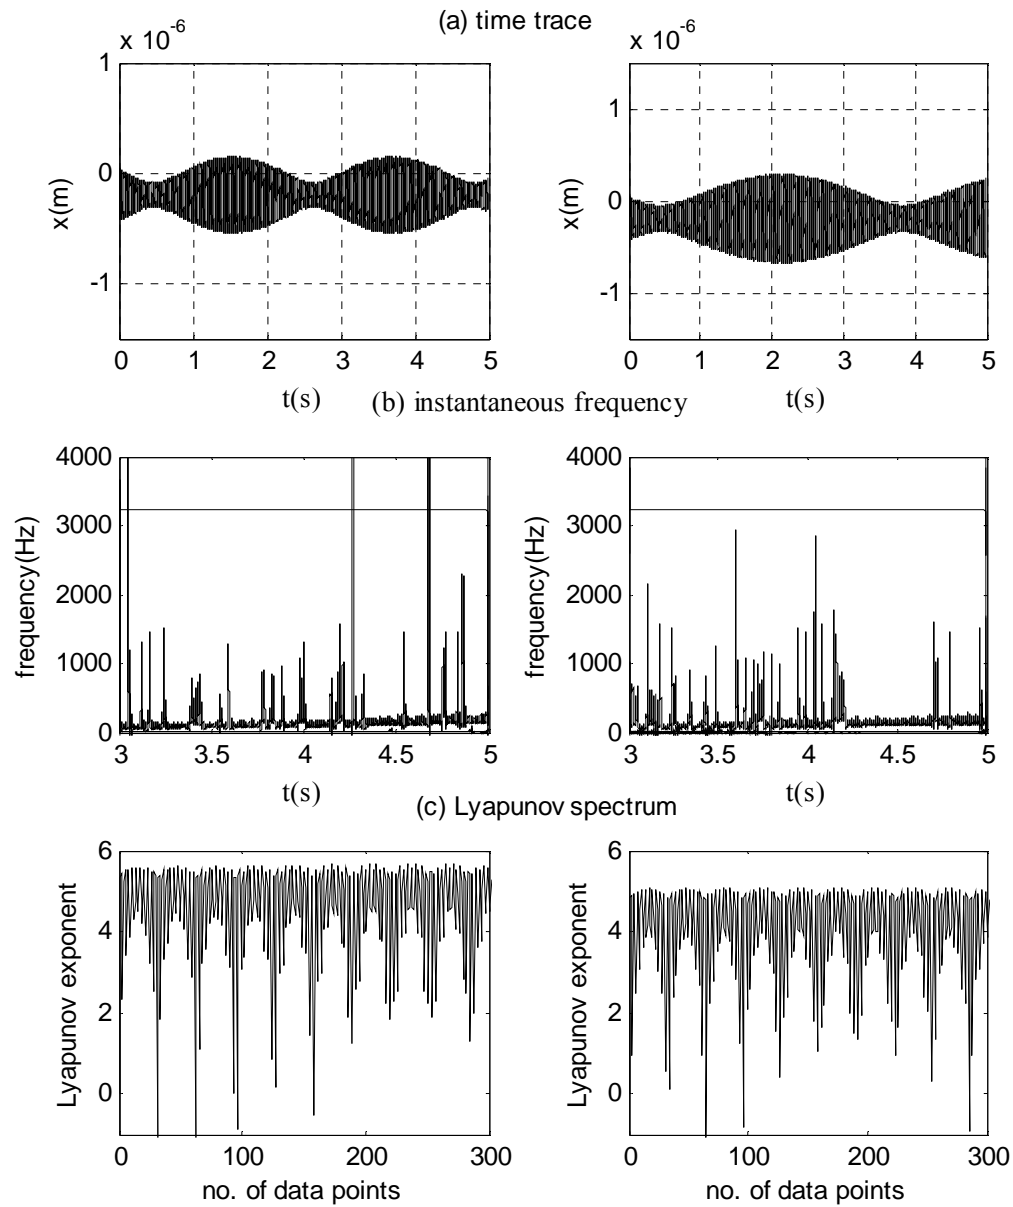 (a) time trace
x 10^-6
x 10^-6
1
0
-1
x(m)
0 1 2 3 4 5
t(s)
1
0
-1
x(m)
0 1 2 3 4 5
t(s)
(b) instantaneous frequency
4000
3000
2000
1000
0
frequency(Hz)
3 3.5 4 4.5 5
t(s)
4000
3000
2000
1000
0
frequency(Hz)
3 3.5 4 4.5 5
t(s)
(c) Lyapunov spectrum
6
4
2
0
Lyapunov exponent
0 100 200 300
no. of data points
6
4
2
0
Lyapunov exponent
0 100 200 300
no. of data points